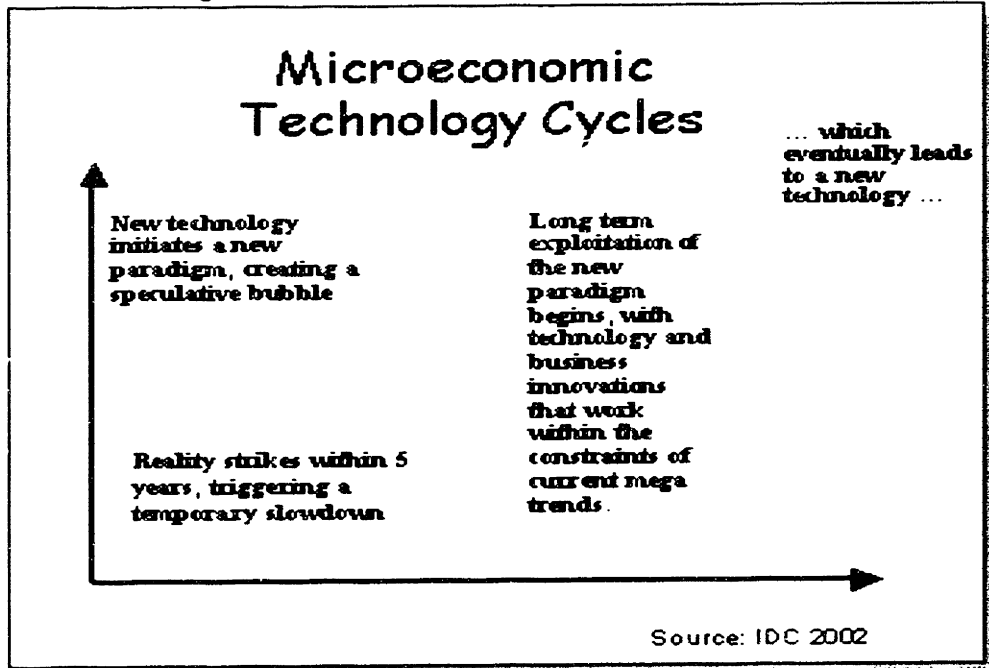 Microeconomic
Technology Cycles
... which
eventually leads
to a new
technology ...
New technology
initiates a new
paradigm, creating a
speculative bubble
Long term
exploitation of
the new
paradigm
begins, with
technology and
business
innovations
that work
within the
constraints of
current mega
trends.
Reality strikes within 5
years, triggering a
temporary slowdown
Source: IDC 2002